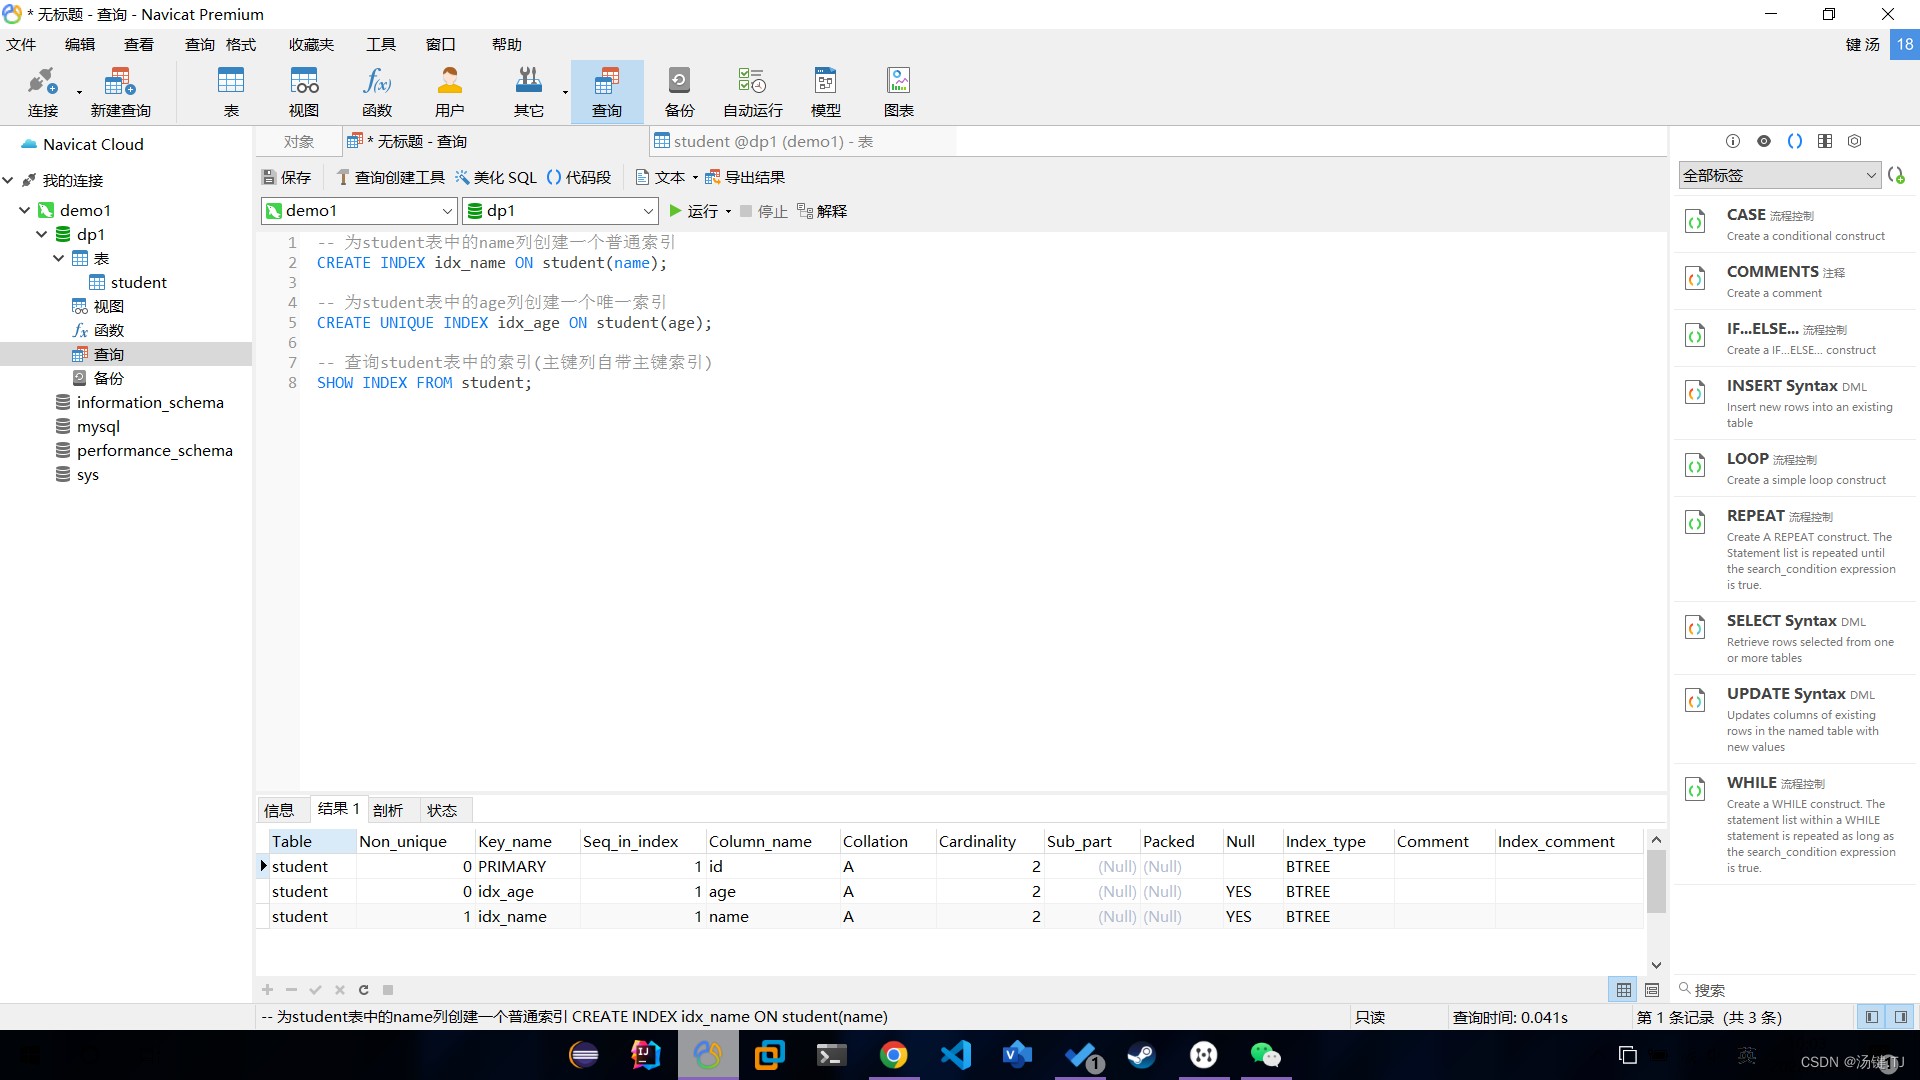 * 无标题 - 查询 - Navicat Premium
文件 编辑 查看 查询 格式 收藏夹 工具 窗口 帮助 键 汤 18
连接 新建查询 表 视图 函数 用户 其它 查询 备份 自动运行 模型 图表
Navicat Cloud
我的连接
demo1
dp1
表
student
视图
函数
查询
备份
information_schema
mysql
performance_schema
sys
对象 * 无标题 - 查询 student @dp1 (demo1) - 表
保存 查询创建工具 美化 SQL 代码段 文本 导出结果
demo1 dp1 运行 停止 解释
1 -- 为student表中的name列创建一个普通索引
2 CREATE INDEX idx_name ON student(name);
3
4 -- 为student表中的age列创建一个唯一索引
5 CREATE UNIQUE INDEX idx_age ON student(age);
6
7 -- 查询student表中的索引(主键列自带主键索引)
8 SHOW INDEX FROM student;
信息 结果 1 剖析 状态
Table Non_unique Key_name Seq_in_index Column_name Collation Cardinality Sub_part Packed Null Index_type Comment Index_comment
student 0 PRIMARY 1 id A 2 (Null) (Null) BTREE
student 0 idx_age 1 age A 2 (Null) (Null) YES BTREE
student 1 idx_name 1 name A 2 (Null) (Null) YES BTREE
-- 为student表中的name列创建一个普通索引 CREATE INDEX idx_name ON student(name) 只读 查询时间: 0.041s 第 1 条记录 (共 3 条)
全部标签
CASE 流程控制
Create a conditional construct
COMMENTS 注释
Create a comment
IF...ELSE... 流程控制
Create a IF...ELSE... construct
INSERT Syntax DML
Insert new rows into an existing
table
LOOP 流程控制
Create a simple loop construct
REPEAT 流程控制
Create A REPEAT construct. The
Statement list is repeated until
the search_condition expression
is true.
SELECT Syntax DML
Retrieve rows selected from one
or more tables
UPDATE Syntax DML
Updates columns of existing
rows in the named table with
new values
WHILE 流程控制
Create a WHILE construct. The
statement list within a WHILE
statement is repeated as long as
the search_condition expression
is true.
搜索
1
英
CSDN @汤键|TJ